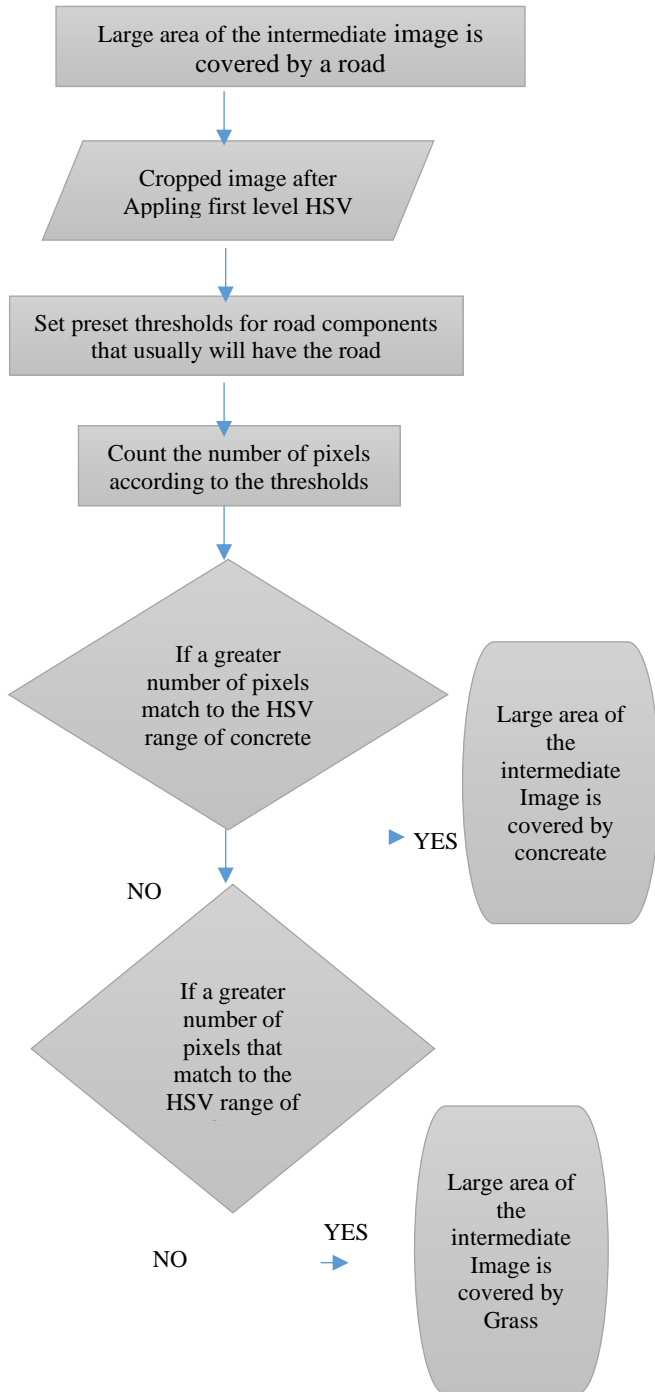 Large area of the intermediate image is
covered by a road
Cropped image after
Appling first level HSV
Set preset thresholds for road components
that usually will have the road
Count the number of pixels
according to the thresholds
If a greater
number of pixels
match to the HSV
range of concrete
YES
Large area of
the
intermediate
Image is
covered by
concreate
NO
If a greater
number of
pixels that
match to the
HSV range of
YES
NO
Large area of
the
intermediate
Image is
covered by
Grass